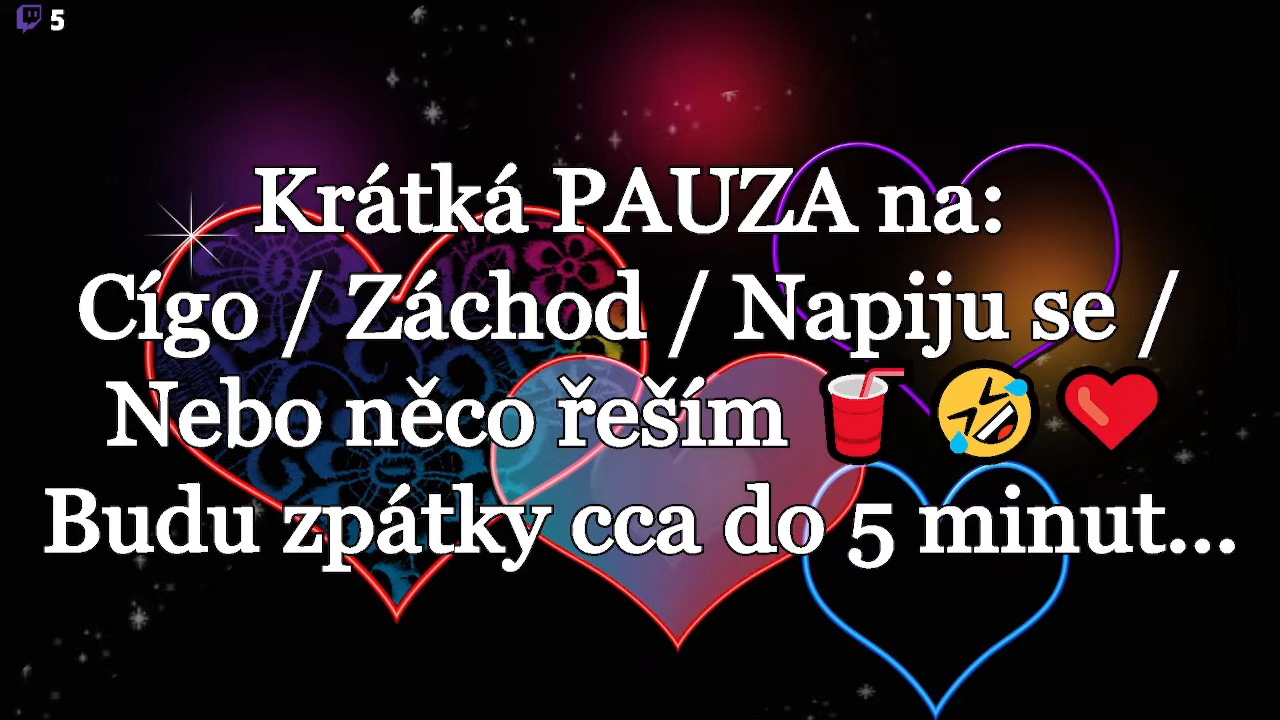 5
Krátká PAUZA na:
Cígo / Záchod / Napiju se /
Nebo něco řeším 🥤 🤣 ❤️
Budu zpátky cca do 5 minut...